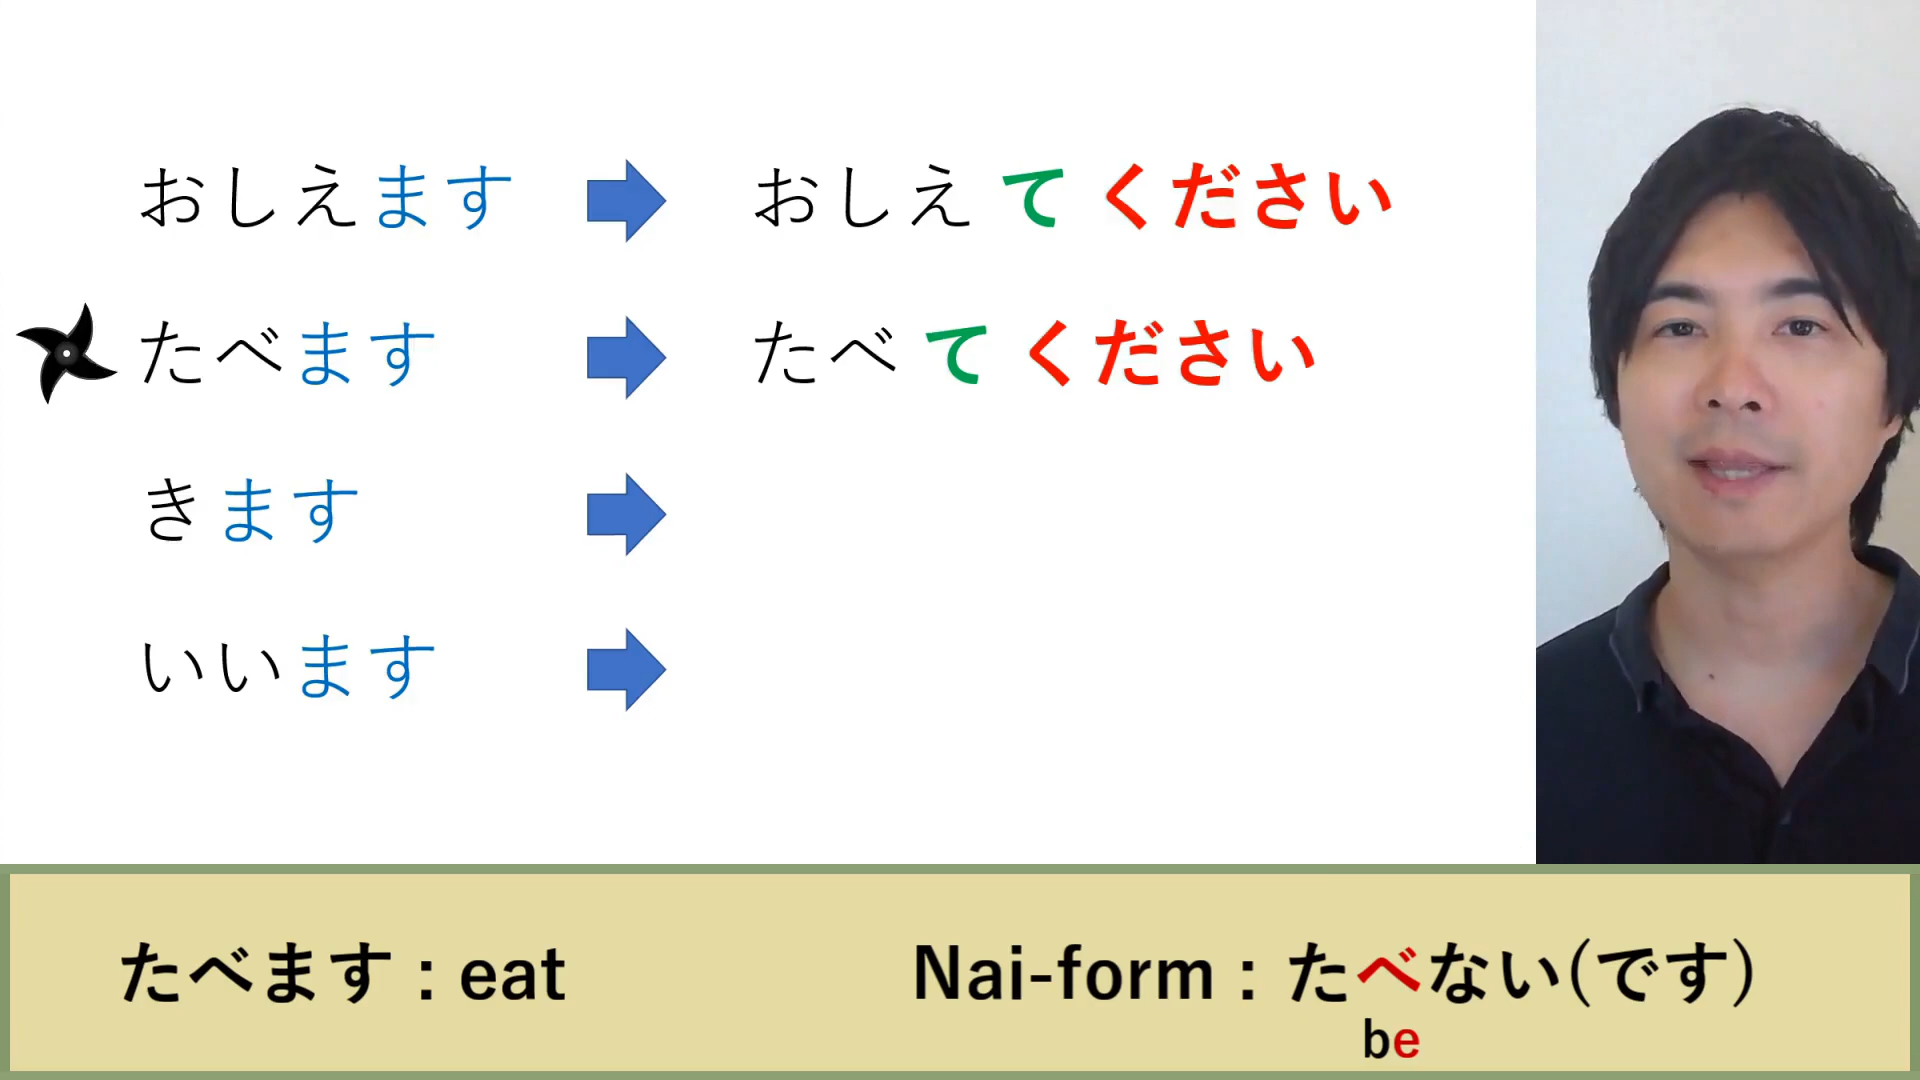 おしえます おしえ て ください
たべます たべ て ください
きます
いいます
たべます : eat Nai-form : たべない(です)
be